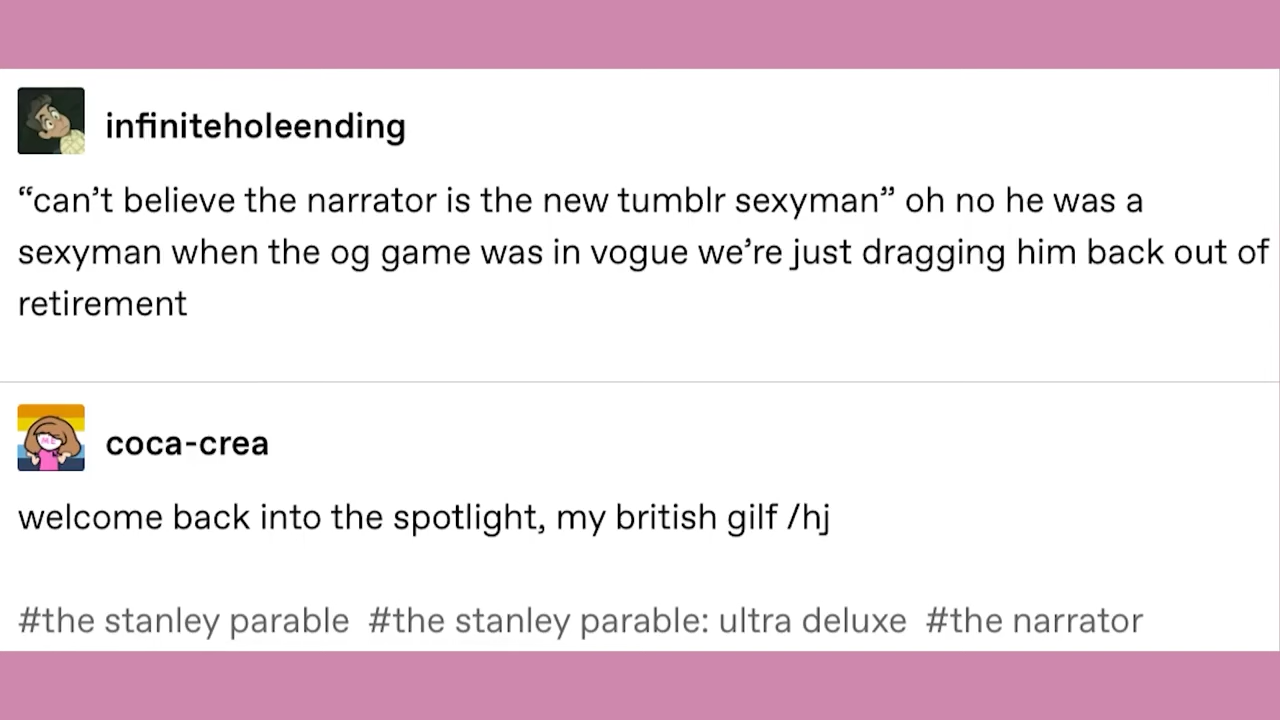 infiniteholeending
“can’t believe the narrator is the new tumblr sexyman” oh no he was a
sexyman when the og game was in vogue we’re just dragging him back out of
retirement
coca-crea
ME
welcome back into the spotlight, my british gilf /hj
#the stanley parable #the stanley parable: ultra deluxe #the narrator